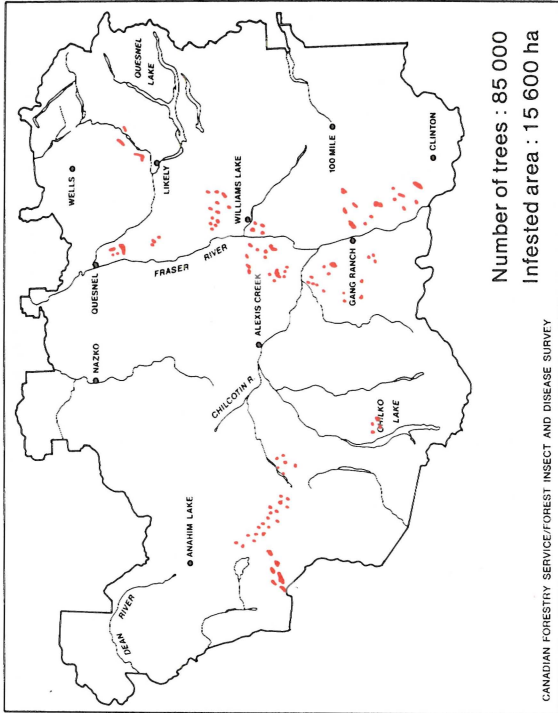 QUESNEL
LAKE
WELLS
LIKELY
QUESNEL
NAZKO
FRASER RIVER
WILLIAMS LAKE
100 MILE
CLINTON
GANG RANCH
ALEXIS CREEK
CHILCOTIN R.
CHILKO
LAKE
ANAHIM LAKE
DEAN RIVER
Number of trees : 85 000
Infested area : 15 600 ha
CANADIAN FORESTRY SERVICE/FOREST INSECT AND DISEASE SURVEY